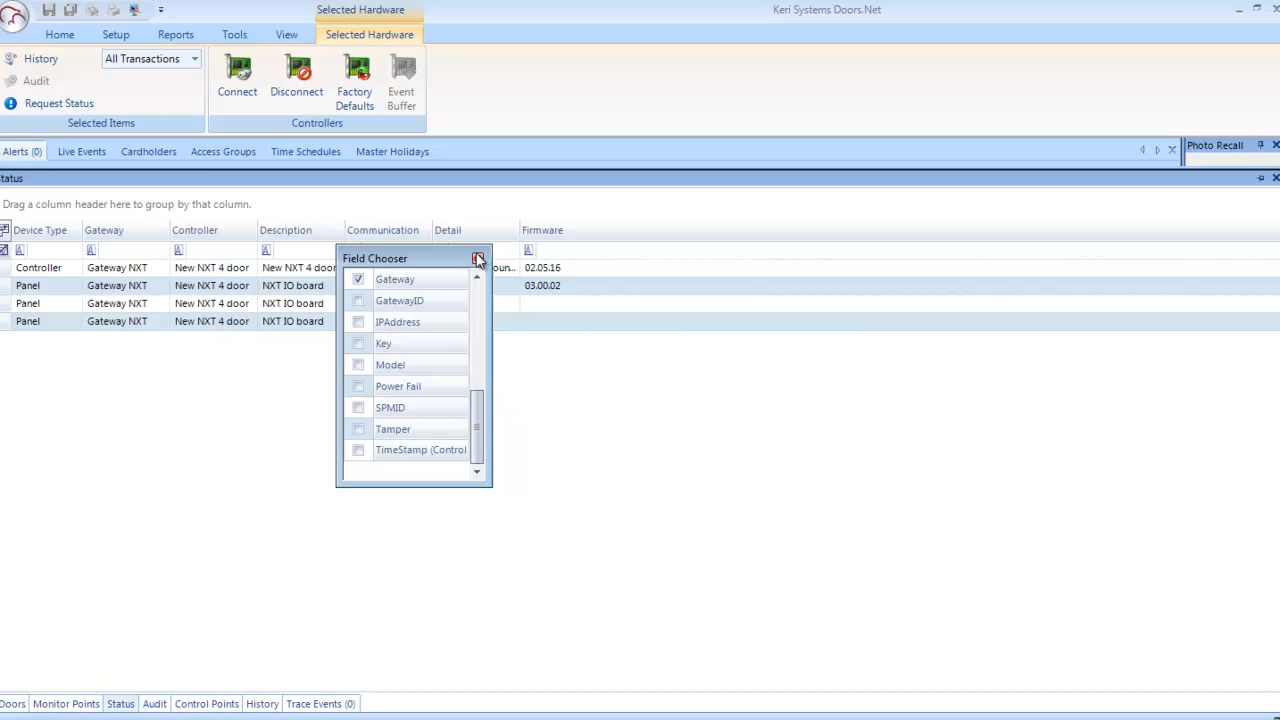 Selected Hardware
Keri Systems Doors.Net
Home Setup Reports Tools View Selected Hardware
History
All Transactions
Audit
Request Status
Selected Items
Connect Disconnect Factory Defaults Event Buffer
Controllers
Alerts (0) Live Events Cardholders Access Groups Time Schedules Master Holidays
Photo Recall
Drag a column header here to group by that column.
Device Type Gateway Controller Description Communication Detail Firmware
Controller Gateway NXT New NXT 4 door New NXT 4 door 02.05.16
Panel Gateway NXT New NXT 4 door NXT IO board 03.00.02
Panel Gateway NXT New NXT 4 door NXT IO board
Panel Gateway NXT New NXT 4 door NXT IO board
Field Chooser
Gateway
GatewayID
IPAddress
Key
Model
Power Fail
SPMID
Tamper
TimeStamp (Control
Doors Monitor Points Status Audit Control Points History Trace Events (0)